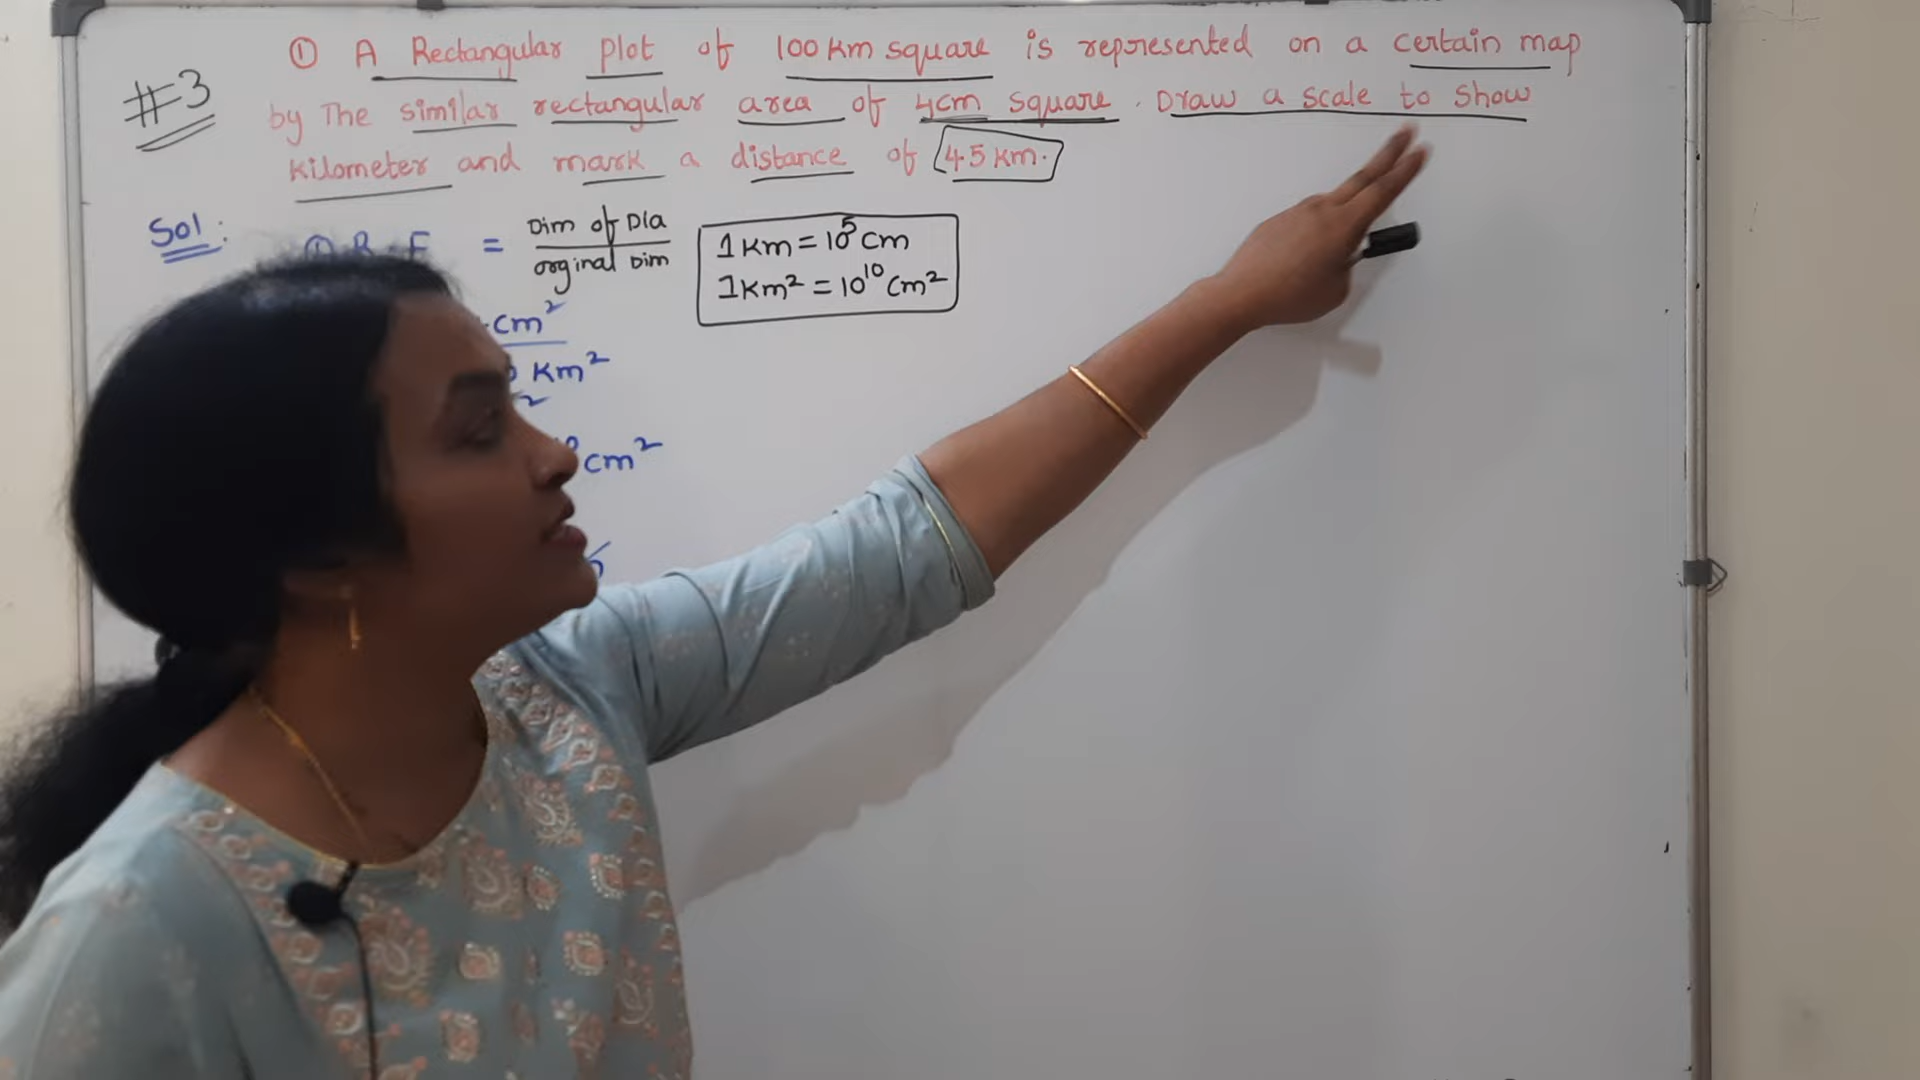 #3
① A Rectangular plot of 100 km square is represented on a certain map
by The similar rectangular area of 4cm square. Draw a scale to show
kilometer and mark a distance of 45 km.
Sol: ① R.F = Dim of Dia
orginal Dim
1 km = 10⁵ cm
1 km² = 10¹⁰ cm²
cm²
km²
cm²